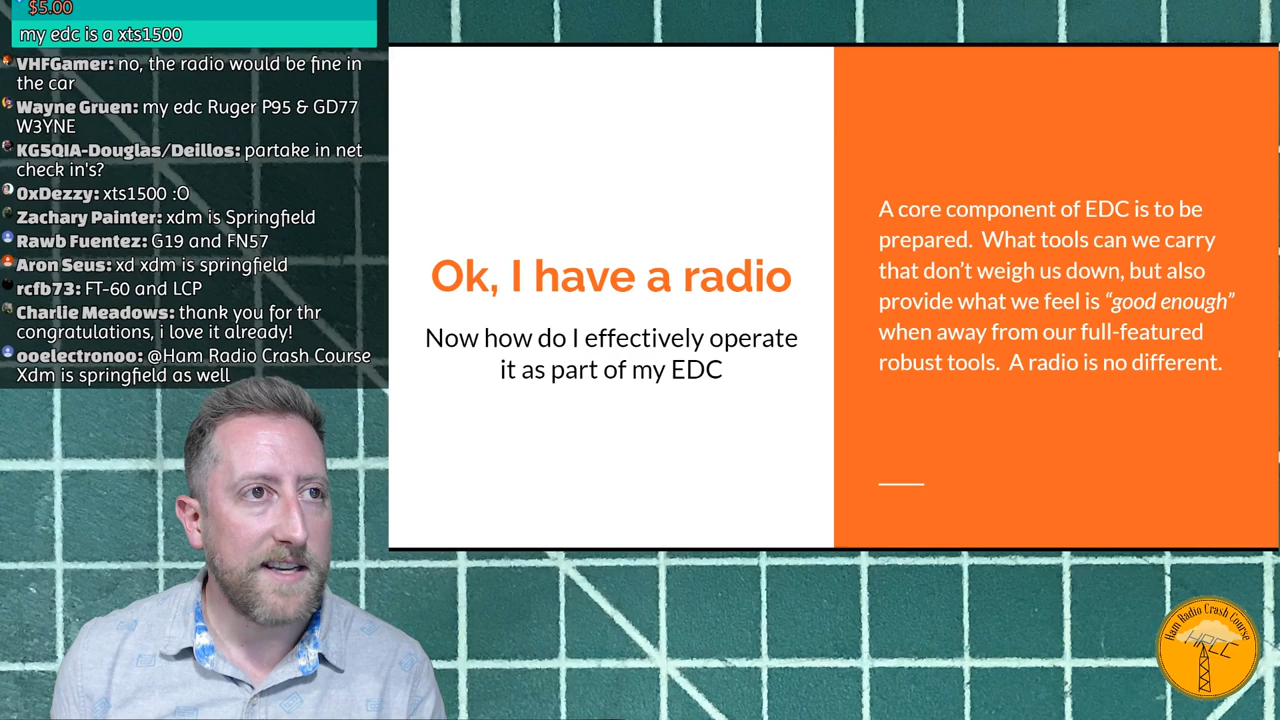 $5.00
my edc is a xts1500
VHFGamer: no, the radio would be fine in
the car
Wayne Gruen: my edc Ruger P95 & GD77
W3YNE
KG5QIA-Douglas/Deillos: partake in net
check in's?
0xDezzy: xts1500 :O
Zachary Painter: xdm is Springfield
Rawb Fuentez: G19 and FN57
Aron Seus: xd xdm is springfield
rcfb73: FT-60 and LCP
Charlie Meadows: thank you for thr
congratulations, i love it already!
ooelectronoo: @Ham Radio Crash Course
Xdm is springfield as well
Ok, I have a radio
Now how do I effectively operate
it as part of my EDC
A core component of EDC is to be
prepared. What tools can we carry
that don't weigh us down, but also
provide what we feel is "good enough"
when away from our full-featured
robust tools. A radio is no different.
Ham Radio Crash Course
HRCC